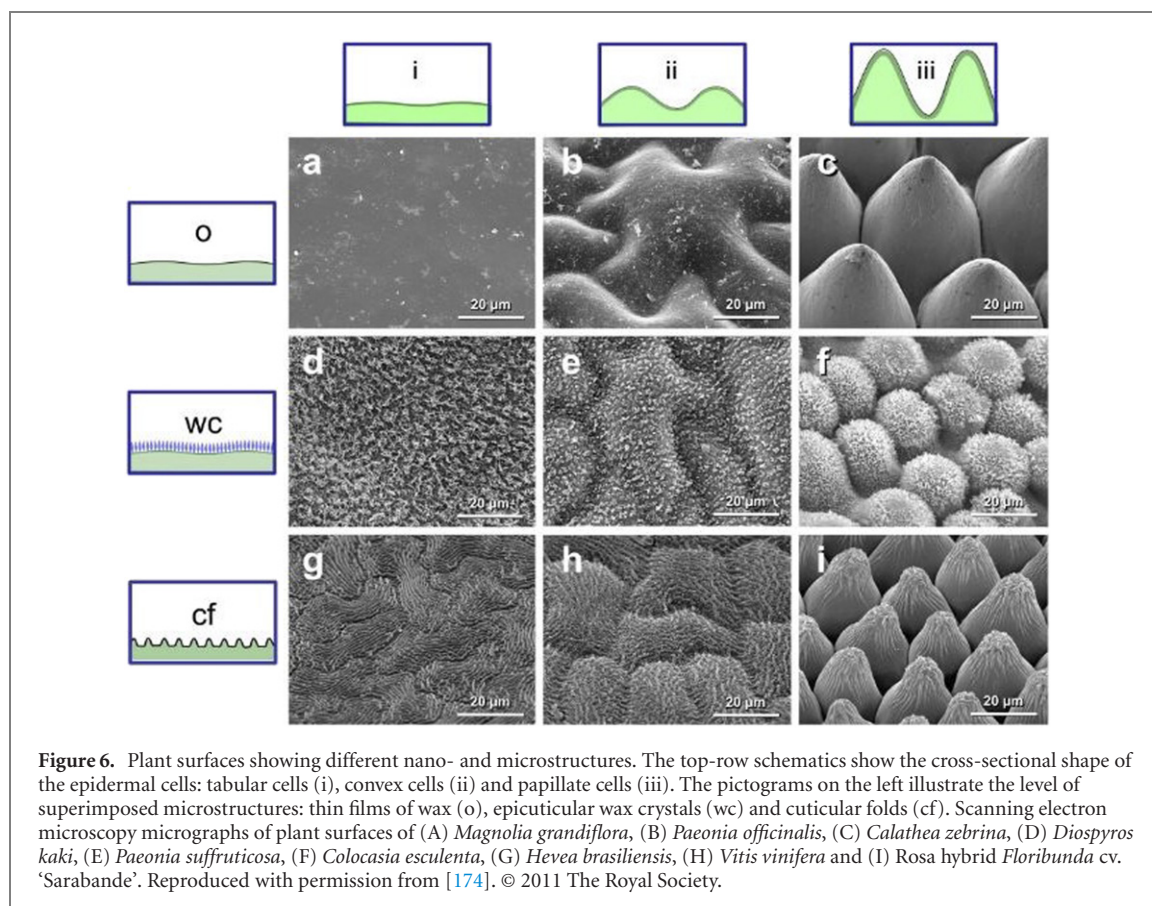 i
ii
iii
o
a
20 µm
b
20 µm
c
20 µm
wc
d
20 µm
e
20 µm
f
20 µm
cf
g
20 µm
h
20 µm
i
20 µm
Figure 6. Plant surfaces showing different nano- and microstructures. The top-row schematics show the cross-sectional shape of
the epidermal cells: tabular cells (i), convex cells (ii) and papillate cells (iii). The pictograms on the left illustrate the level of
superimposed microstructures: thin films of wax (o), epicuticular wax crystals (wc) and cuticular folds (cf). Scanning electron
microscopy micrographs of plant surfaces of (A) Magnolia grandiflora, (B) Paeonia officinalis, (C) Calathea zebrina, (D) Diospyros
kaki, (E) Paeonia suffruticosa, (F) Colocasia esculenta, (G) Hevea brasiliensis, (H) Vitis vinifera and (I) Rosa hybrid Floribunda cv.
‘Sarabande’. Reproduced with permission from [174]. © 2011 The Royal Society.